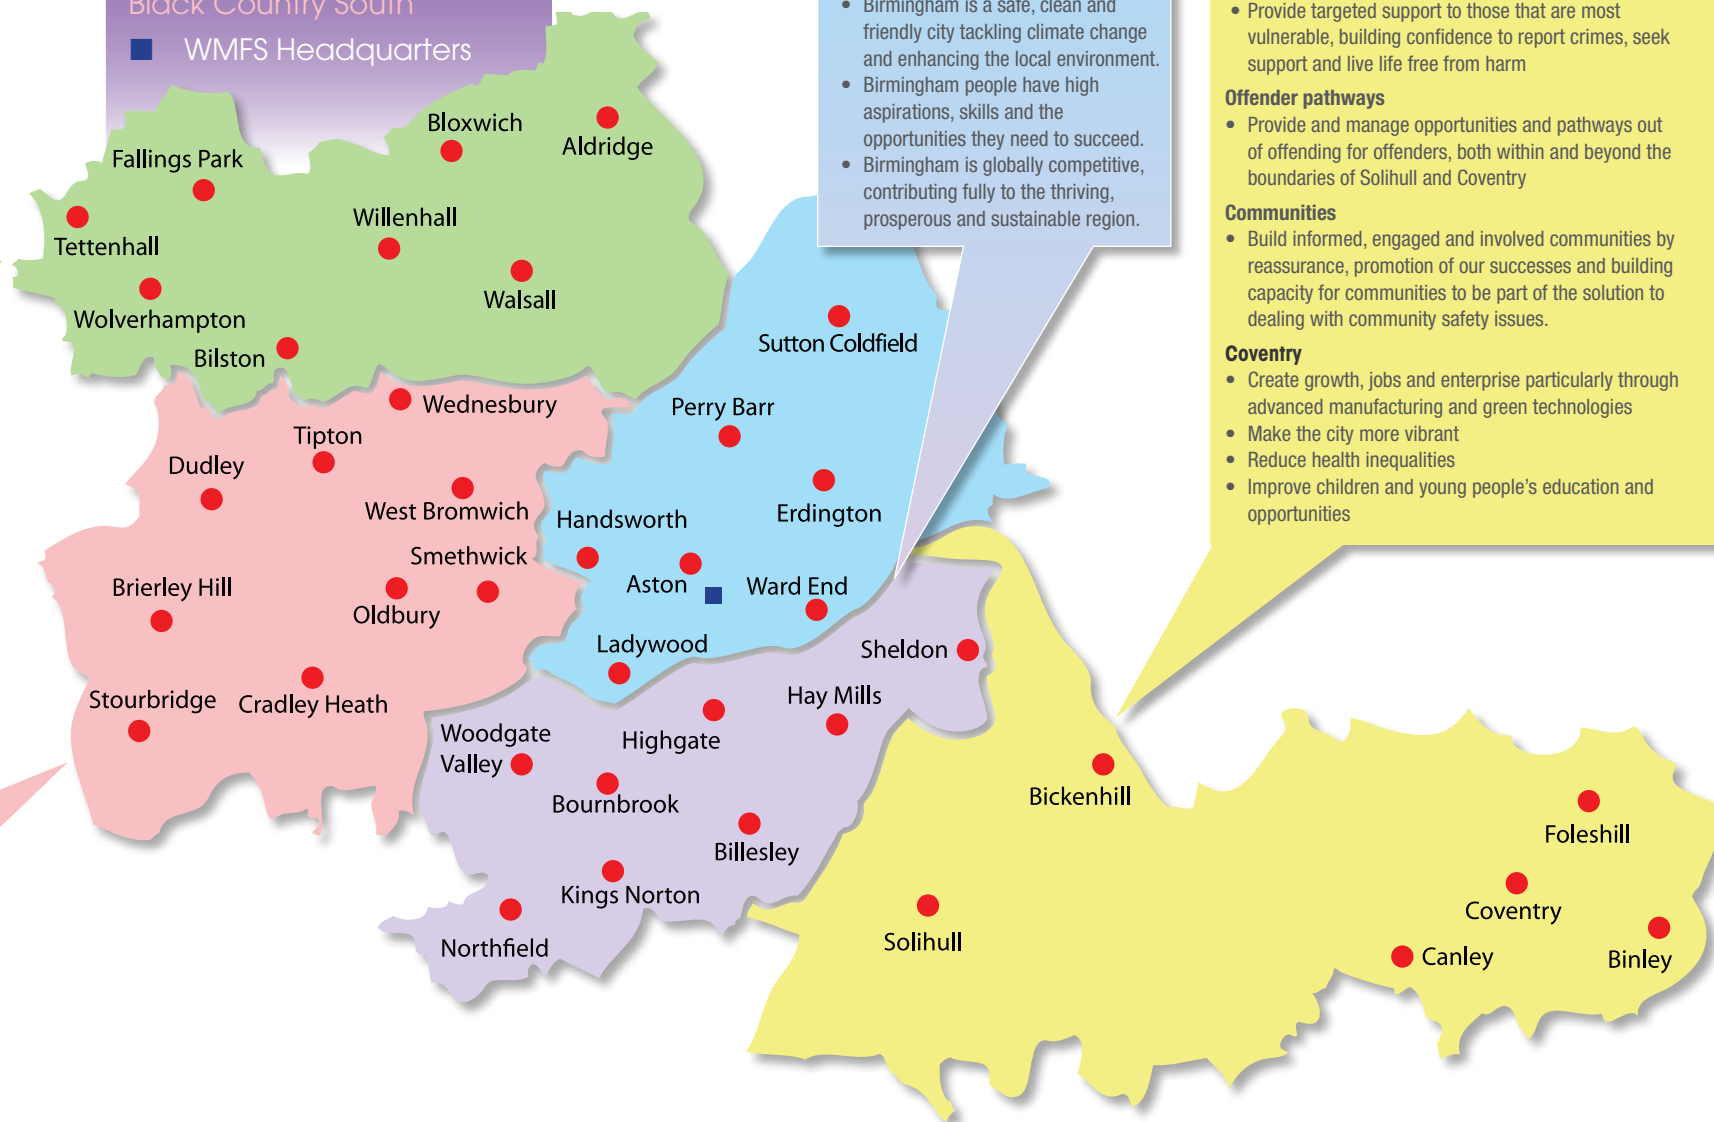 Black Country South
WMFS Headquarters
• Birmingham is a safe, clean and
friendly city tackling climate change
and enhancing the local environment.
• Birmingham people have high
aspirations, skills and the
opportunities they need to succeed.
• Birmingham is globally competitive,
contributing fully to the thriving,
prosperous and sustainable region.
• Provide targeted support to those that are most
vulnerable, building confidence to report crimes, seek
support and live life free from harm
Offender pathways
• Provide and manage opportunities and pathways out
of offending for offenders, both within and beyond the
boundaries of Solihull and Coventry
Communities
• Build informed, engaged and involved communities by
reassurance, promotion of our successes and building
capacity for communities to be part of the solution to
dealing with community safety issues.
Coventry
• Create growth, jobs and enterprise particularly through
advanced manufacturing and green technologies
• Make the city more vibrant
• Reduce health inequalities
• Improve children and young people's education and
opportunities
Bloxwich
Aldridge
Fallings Park
Willenhall
Tettenhall
Walsall
Wolverhampton
Bilston
Sutton Coldfield
Wednesbury
Perry Barr
Tipton
Dudley
West Bromwich
Handsworth
Erdington
Smethwick
Aston
Ward End
Brierley Hill
Oldbury
Ladywood
Sheldon
Stourbridge
Cradley Heath
Hay Mills
Woodgate
Valley
Highgate
Bournbrook
Bickenhill
Billesley
Foleshill
Kings Norton
Coventry
Northfield
Solihull
Canley
Binley